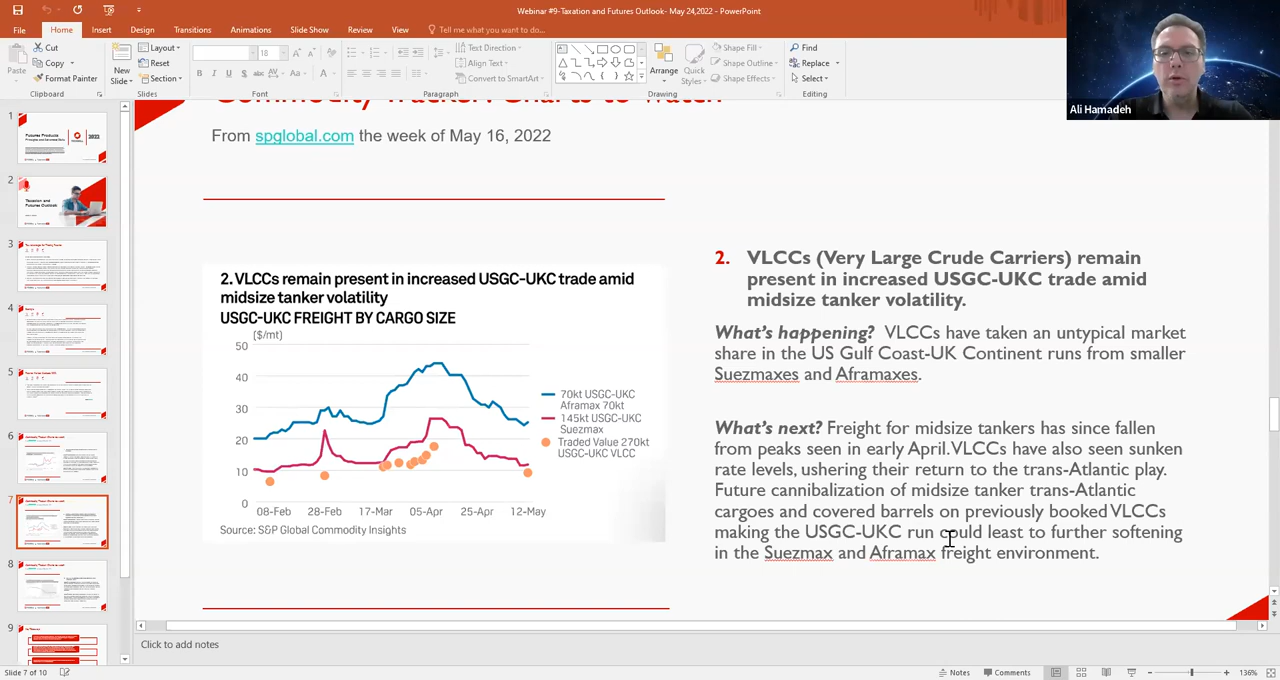 Webinar #9-Taxation and Futures Outlook- May 24,2022 - PowerPoint
File Home Insert Design Transitions Animations Slide Show Review View Tell me what you want to do...
Paste
Cut
Copy
Format Painter
Clipboard
New
Slide
Layout
Reset
Section
Slides
18
Font
Text Direction
Align Text
Convert to SmartArt
Paragraph
Arrange
Quick
Styles
Shape Fill
Shape Outline
Shape Effects
Drawing
Find
Replace
Select
Editing
Ali Hamadeh
1
2
3
4
5
6
7
8
9
Commodity Tracker: Charts to Watch
From spglobal.com the week of May 16, 2022
2.VLCCs remain present in increased USGC-UKC trade amid
midsize tanker volatility
USGC-UKC FREIGHT BY CARGO SIZE
($/mt)
50
40
30
20
10
0
08-Feb 28-Feb 17-Mar 05-Apr 25-Apr 12-May
70kt USGC-UKC
Aframax 70kt
145kt USGC-UKC
Suezmax
Traded Value 270kt
USGC-UKC VLCC
Source: S&P Global Commodity Insights
2. VLCCs (Very Large Crude Carriers) remain
present in increased USGC-UKC trade amid
midsize tanker volatility.
What's happening? VLCCs have taken an untypical market
share in the US Gulf Coast-UK Continent runs from smaller
Suezmaxes and Aframaxes.
What's next? Freight for midsize tankers has since fallen
from peats seen in early April. VLCCs have also seen sunken
rate levels, ushering their return to the trans-Atlantic play.
Future cannibalization of midsize tanker trans-Atlantic
cargoes and covered barrels on previously booked VLCCs
making the USGC-UKC run could least to further softening
in the Suezmax and Aframax freight environment.
Click to add notes
Slide 7 of 10
Notes
Comments
136%